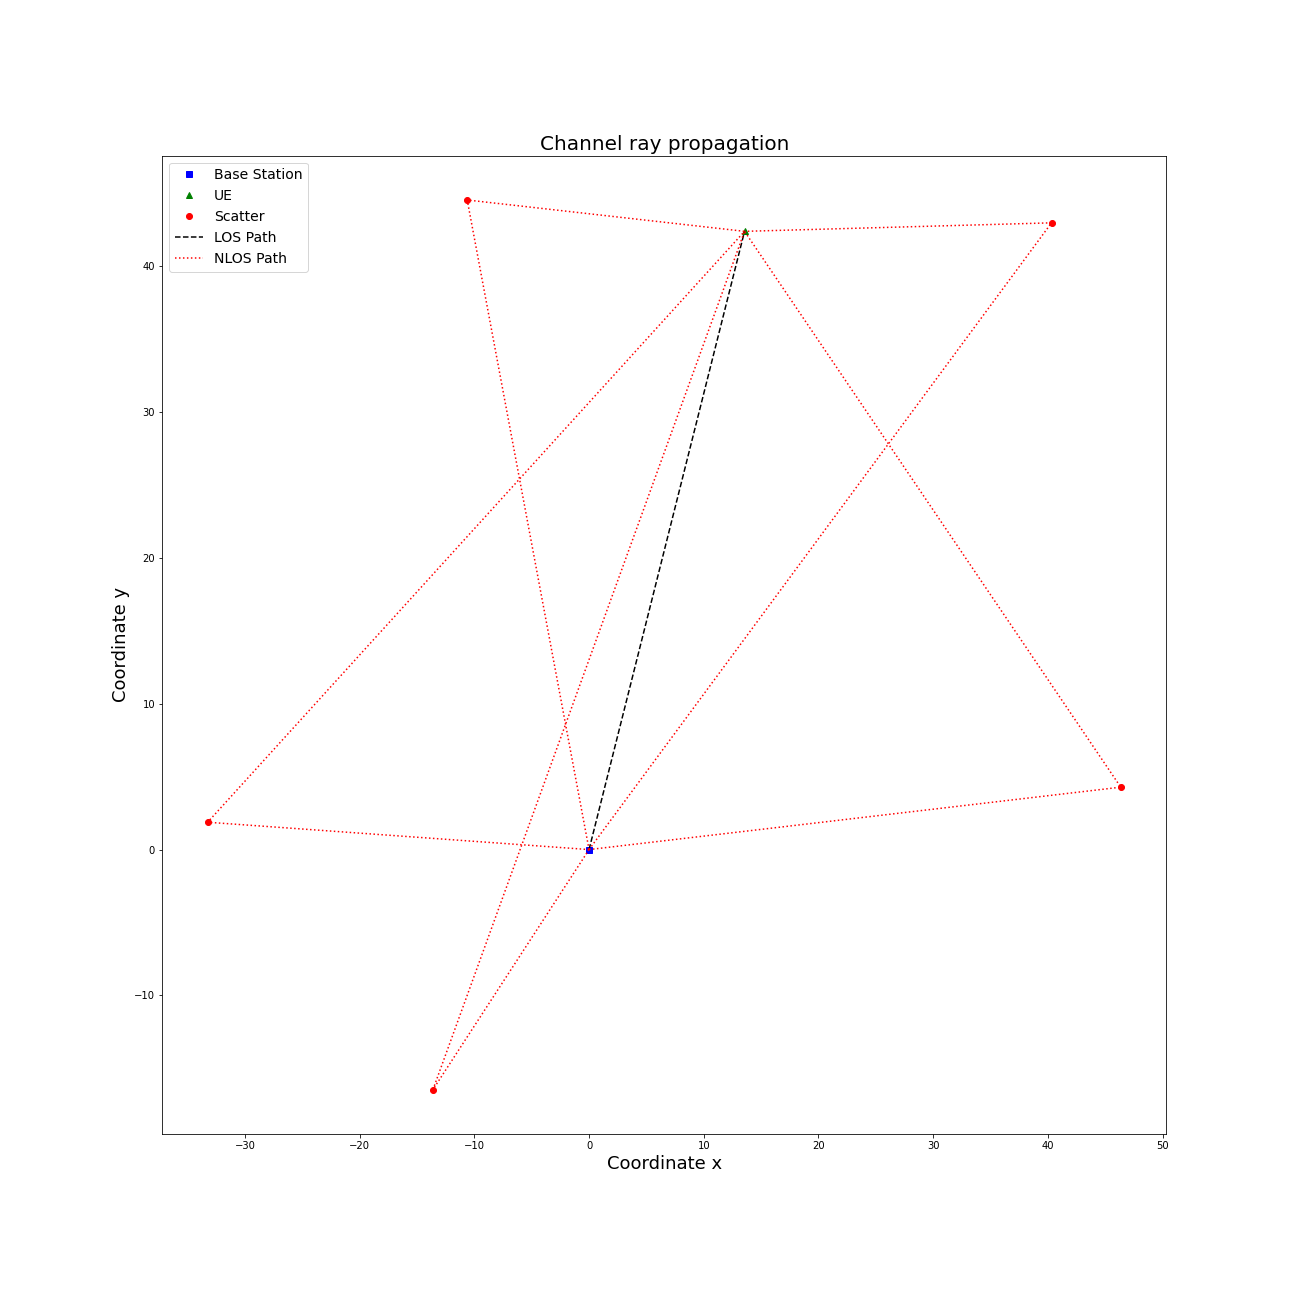 Channel ray propagation
Base Station
UE
Scatter
LOS Path
NLOS Path
40
30
20
10
0
−10
Coordinate y
−30
−20
−10
0
10
20
30
40
50
Coordinate x